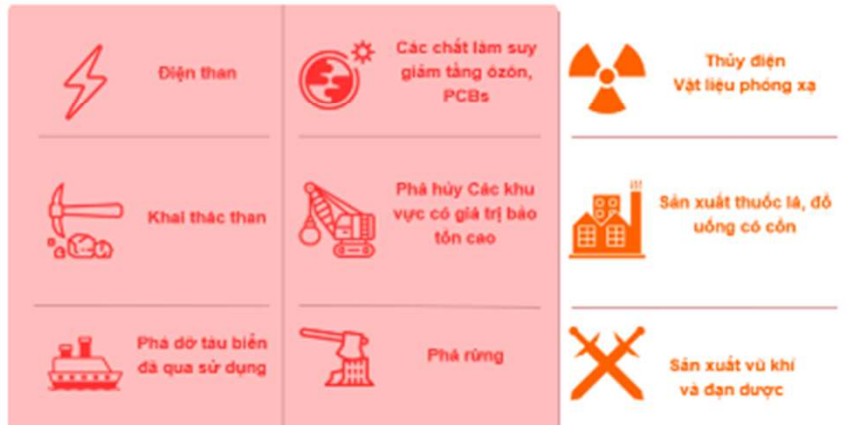 Điện than
Các chất làm suy
giảm tầng ôzôn,
PCBs
Thủy điện
Vật liệu phóng xạ
Khai thác than
Phá hủy Các khu
vực có giá trị bảo
tồn cao
Sản xuất thuốc lá, đồ
uống có cồn
Phá dỡ tàu biển
đã qua sử dụng
Phá rừng
Sản xuất vũ khí
và đạn dược